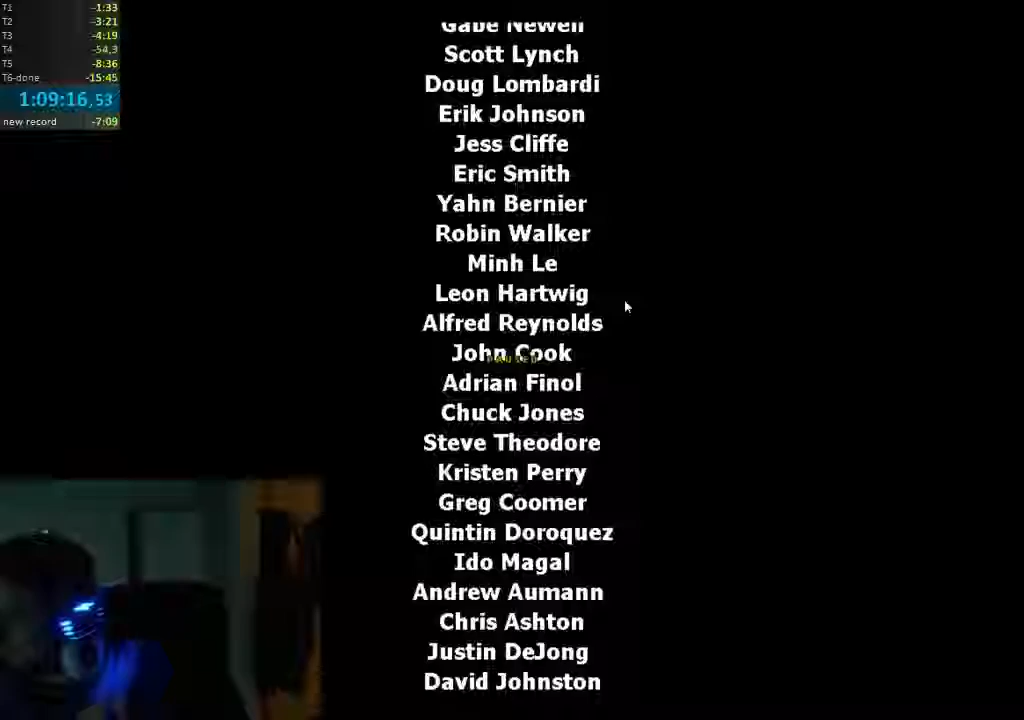 T1 -1:33
T2 -3:21
T3 -4:19
T4 -54,3
T5 -8:36
T6-done -15:45
1:09:16,53
new record -7:09
Gabe Newell
Scott Lynch
Doug Lombardi
Erik Johnson
Jess Cliffe
Eric Smith
Yahn Bernier
Robin Walker
Minh Le
Leon Hartwig
Alfred Reynolds
John Cook
Adrian Finol
Chuck Jones
Steve Theodore
Kristen Perry
Greg Coomer
Quintin Doroquez
Ido Magal
Andrew Aumann
Chris Ashton
Justin DeJong
David Johnston